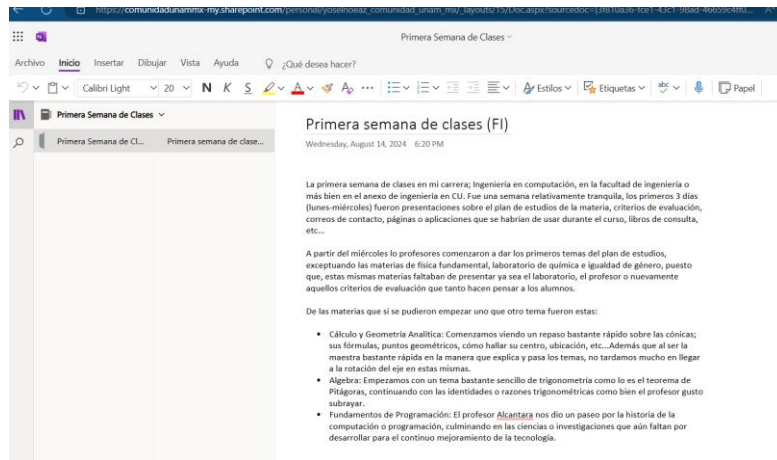 https://comunidadunammx-my.sharepoint.com/personal/yoselnoeaz_comunidad_unam_mx/_layouts/15/Doc.aspx?sourcedoc=
Primera Semana de Clases
Archivo Inicio Insertar Dibujar Vista Ayuda ¿Qué desea hacer?
Calibri Light 20 N K S A Estilos Etiquetas abc Papel
Primera Semana de Clases
Primera Semana de Cl... Primera semana de clase...
Primera semana de clases (FI)
Wednesday, August 14, 2024 6:20 PM
La primera semana de clases en mi carrera; Ingeniería en computación, en la facultad de ingeniería o
más bien en el anexo de ingeniería en CU. Fue una semana relativamente tranquila, los primeros 3 días
(lunes-miércoles) fueron presentaciones sobre el plan de estudios de la materia, criterios de evaluación,
correos de contacto, páginas o aplicaciones que se habrían de usar durante el curso, libros de consulta,
etc...
A partir del miércoles lo profesores comenzaron a dar los primeros temas del plan de estudios,
exceptuando las materias de física fundamental, laboratorio de química e igualdad de género, puesto
que, estas mismas materias faltaban de presentar ya sea el laboratorio, el profesor o nuevamente
aquellos criterios de evaluación que tanto hacen pensar a los alumnos.
De las materias que si se pudieron empezar uno que otro tema fueron estas:
• Cálculo y Geometría Analítica: Comenzamos viendo un repaso bastante rápido sobre las cónicas;
sus fórmulas, puntos geométricos, cómo hallar su centro, ubicación, etc...Además que al ser la
maestra bastante rápida en la manera que explica y pasa los temas, no tardamos mucho en llegar
a la rotación del eje en estas mismas.
• Algebra: Empezamos con un tema bastante sencillo de trigonometría como lo es el teorema de
Pitágoras, continuando con las identidades o razones trigonométricas como bien el profesor gusto
subrayar.
• Fundamentos de Programación: El profesor Alcantara nos dio un paseo por la historia de la
computación o programación, culminando en las ciencias o investigaciones que aún faltan por
desarrollar para el continuo mejoramiento de la tecnología.